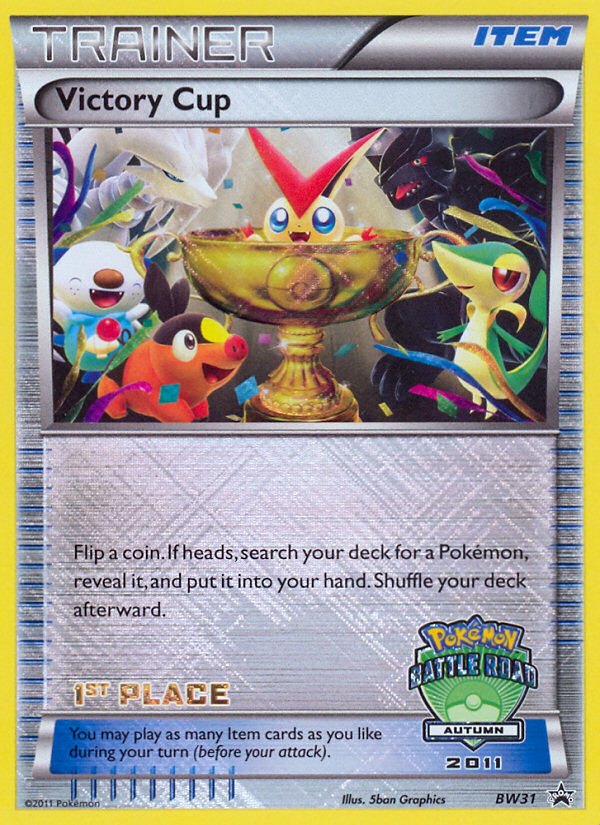 TRAINER
ITEM
Victory Cup
Flip a coin. If heads, search your deck for a Pokémon,
reveal it, and put it into your hand. Shuffle your deck
afterward.
1ST PLACE
POKéMON
BATTLE ROAD
AUTUMN
2011
You may play as many Item cards as you like
during your turn (before your attack).
©2011 Pokémon
Illus. 5ban Graphics
BW31
PROMO